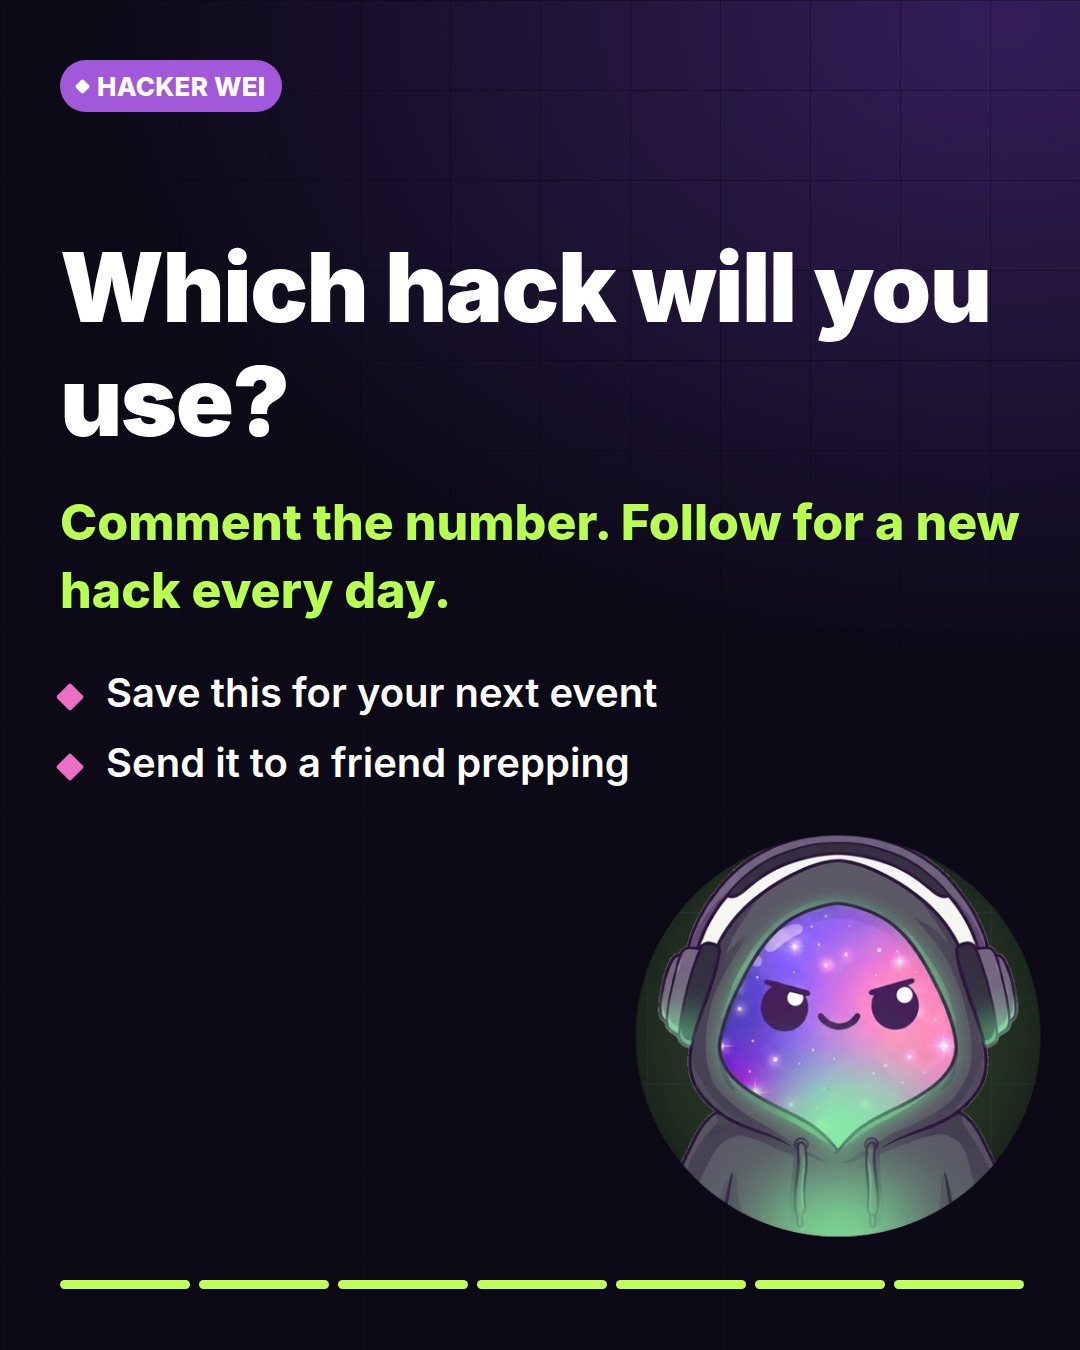 HACKER WEI
Which hack will you
use?
Comment the number. Follow for a new
hack every day.
Save this for your next event
Send it to a friend prepping